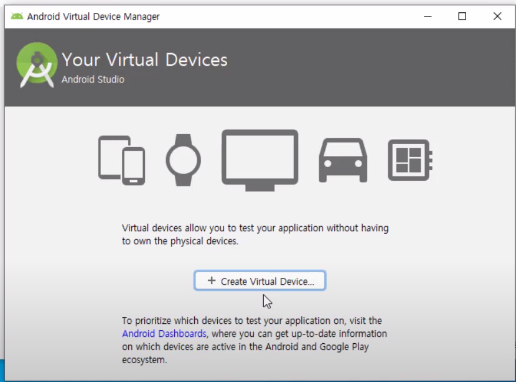 Android Virtual Device Manager
Your Virtual Devices
Android Studio
Virtual devices allow you to test your application without having
to own the physical devices.
+ Create Virtual Device...
To prioritize which devices to test your application on, visit the
Android Dashboards, where you can get up-to-date information
on which devices are active in the Android and Google Play
ecosystem.